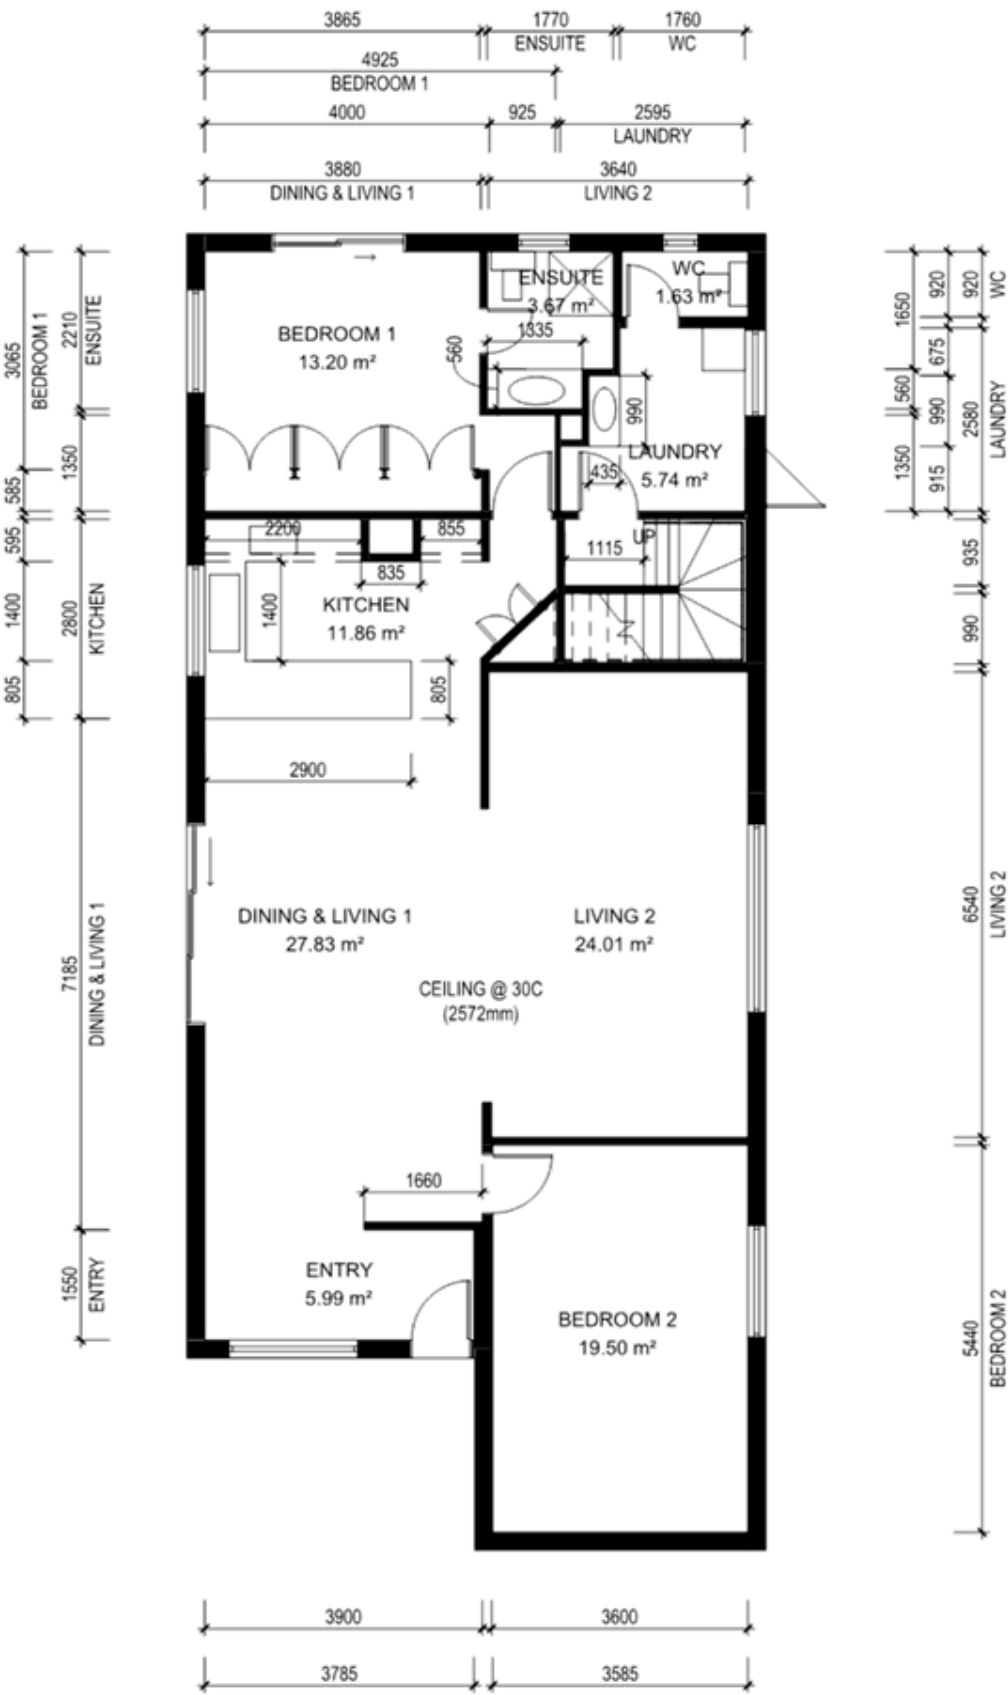 3865
1770
1760
ENSUITE
WC
4925
BEDROOM 1
4000
925
2595
LAUNDRY
3880
3640
DINING & LIVING 1
LIVING 2
3065
BEDROOM 1
2210
ENSUITE
585
1350
595
1400
805
2800
KITCHEN
7185
DINING & LIVING 1
1550
ENTRY
BEDROOM 1
13.20 m²
ENSUITE
3.67 m²
1335
560
WC
1.63 m²
990
LAUNDRY
5.74 m²
435
2200
855
835
1400
KITCHEN
11.86 m²
805
2900
UP
1115
DINING & LIVING 1
27.83 m²
LIVING 2
24.01 m²
CEILING @ 30C
(2572mm)
1660
ENTRY
5.99 m²
BEDROOM 2
19.50 m²
1650
560
1350
920
675
990
915
920
WC
2580
LAUNDRY
935
990
6540
LIVING 2
5440
BEDROOM 2
3900
3600
3785
3585